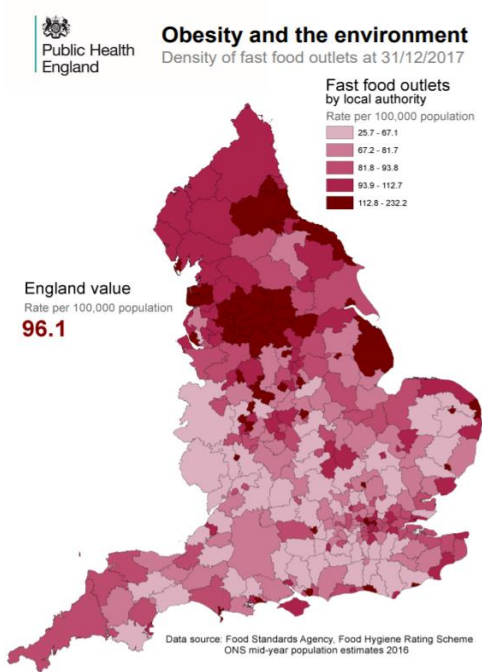 Public Health
England
Obesity and the environment
Density of fast food outlets at 31/12/2017
Fast food outlets
by local authority
Rate per 100,000 population
25.7 - 67.1
67.2 - 81.7
81.8 - 93.8
93.9 - 112.7
112.8 - 232.2
England value
Rate per 100,000 population
96.1
Data source: Food Standards Agency, Food Hygiene Rating Scheme
ONS mid-year population estimates 2016